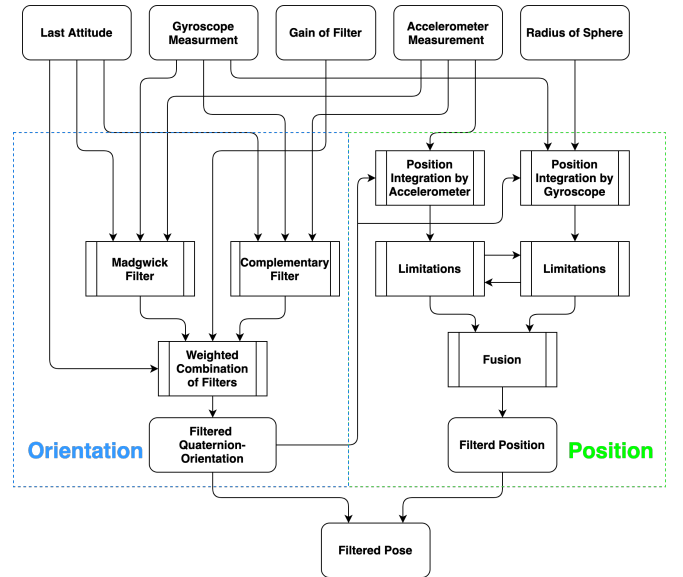 Last Attitude
Gyroscope
Measurment
Gain of Filter
Accelerometer
Measurement
Radius of Sphere
Position
Integration by
Accelerometer
Position
Integration by
Gyroscope
Madgwick
Filter
Complementary
Filter
Limitations
Limitations
Weighted
Combination
of Filters
Fusion
Orientation
Filtered
Quaternion-
Orientation
Filterd Position
Position
Filtered Pose